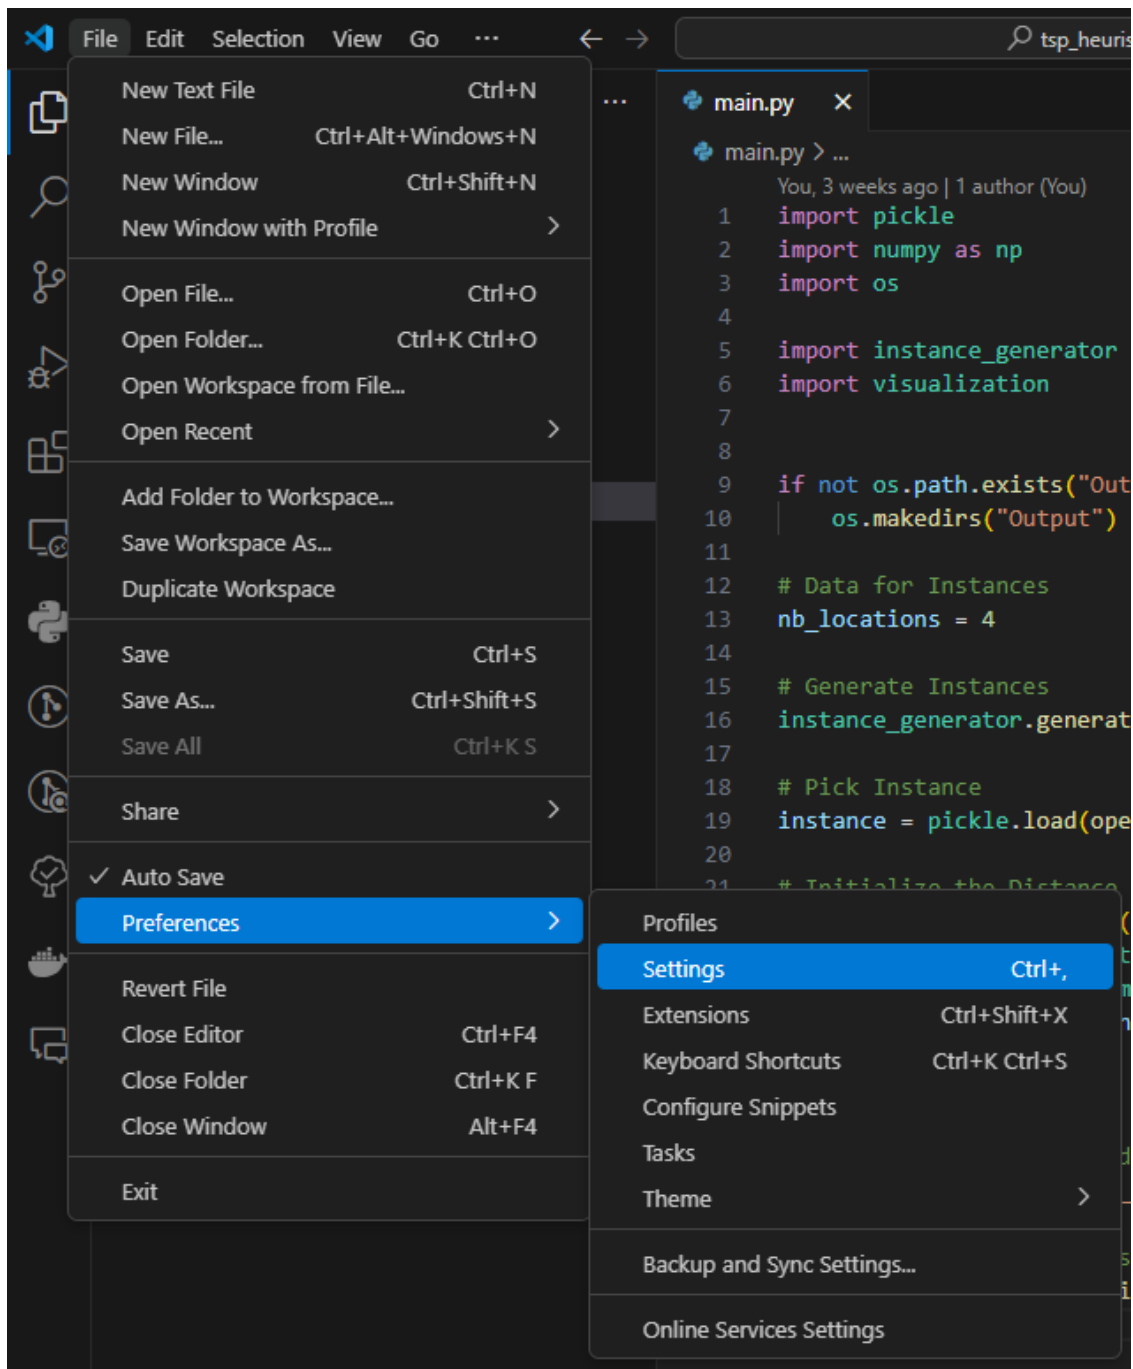 File Edit Selection View Go ...
tsp_heuris
New Text File Ctrl+N
New File... Ctrl+Alt+Windows+N
New Window Ctrl+Shift+N
New Window with Profile
Open File... Ctrl+O
Open Folder... Ctrl+K Ctrl+O
Open Workspace from File...
Open Recent
Add Folder to Workspace...
Save Workspace As...
Duplicate Workspace
Save Ctrl+S
Save As... Ctrl+Shift+S
Save All Ctrl+K S
Share
Auto Save
Preferences
Revert File
Close Editor Ctrl+F4
Close Folder Ctrl+K F
Close Window Alt+F4
Exit
Profiles
Settings Ctrl+,
Extensions Ctrl+Shift+X
Keyboard Shortcuts Ctrl+K Ctrl+S
Configure Snippets
Tasks
Theme
Backup and Sync Settings...
Online Services Settings
...
main.py
main.py > ...
You, 3 weeks ago | 1 author (You)
1 import pickle
2 import numpy as np
3 import os
4
5 import instance_generator
6 import visualization
7
8
9 if not os.path.exists("Out
10 os.makedirs("Output")
11
12 # Data for Instances
13 nb_locations = 4
14
15 # Generate Instances
16 instance_generator.generat
17
18 # Pick Instance
19 instance = pickle.load(ope
20
21 # Initialize the Distance